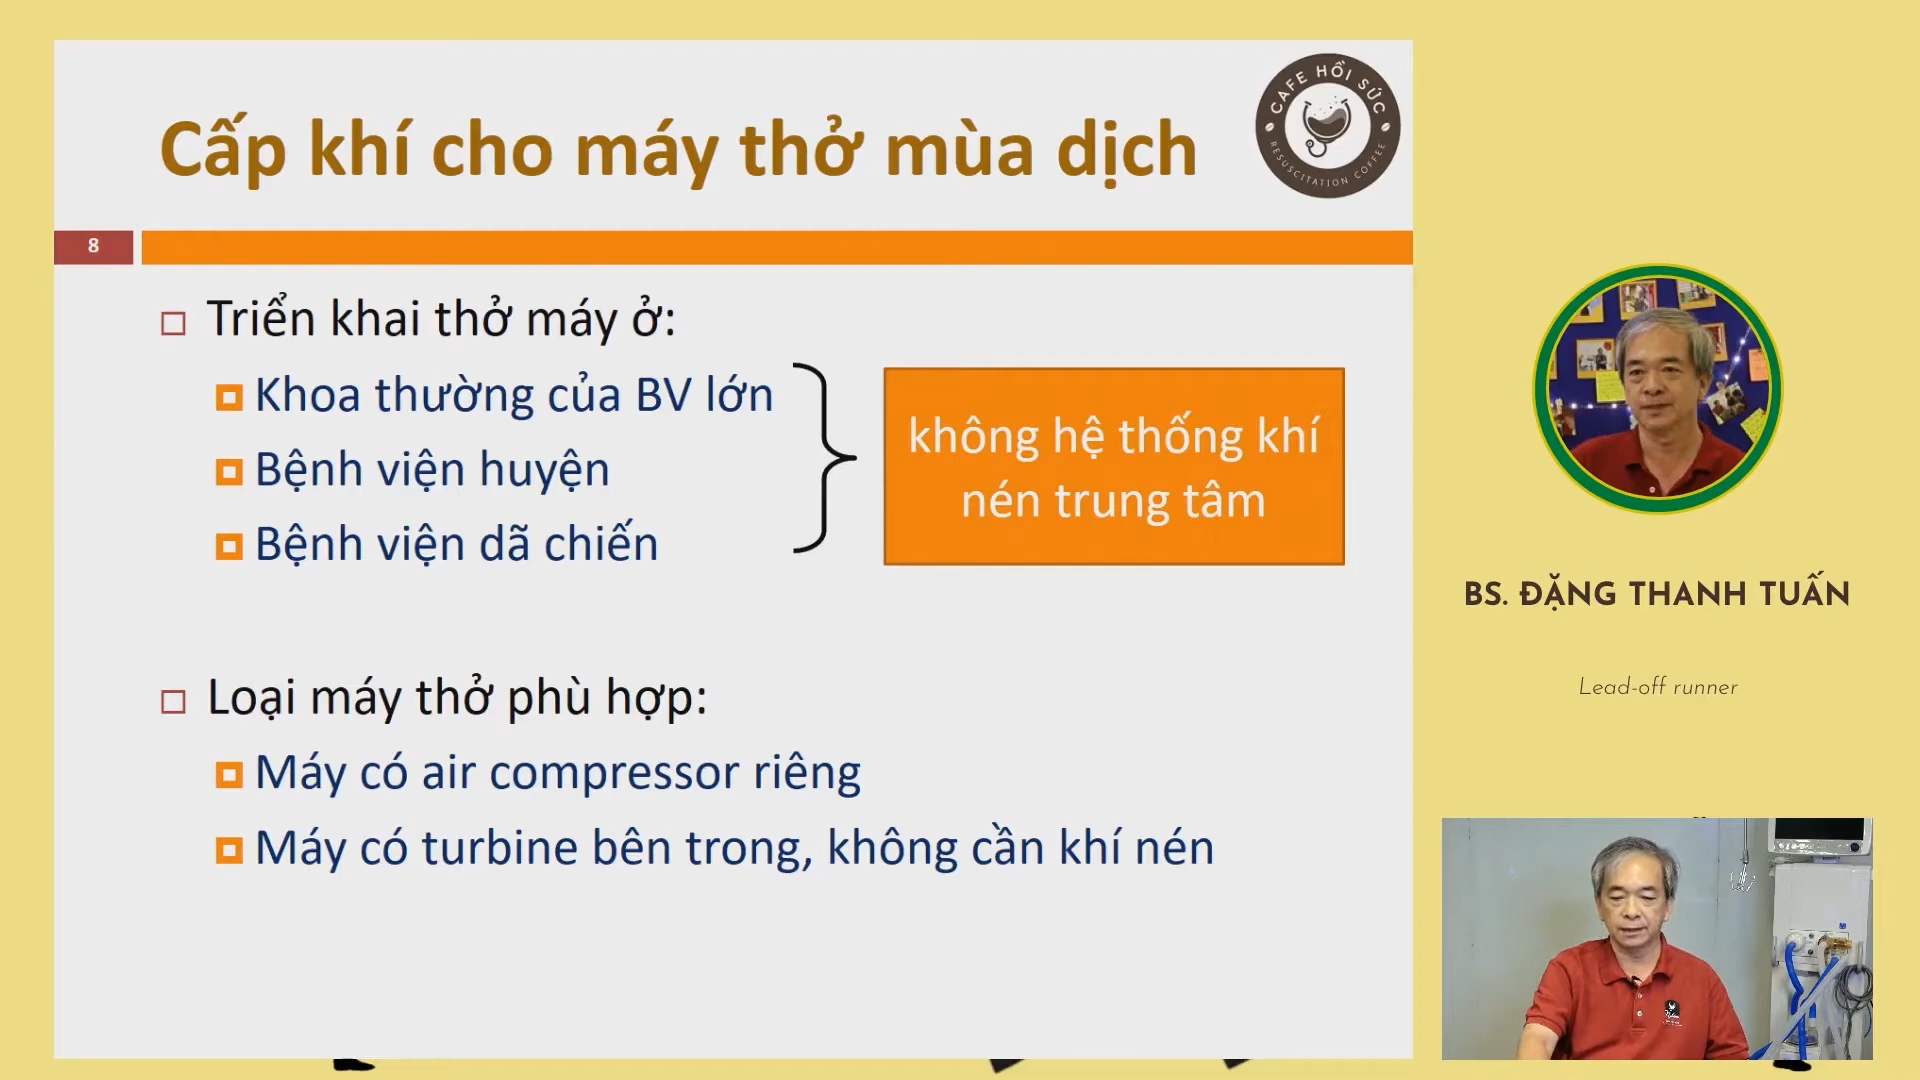 Cấp khí cho máy thở mùa dịch
CAFE HỒI SỨC
RESUSCITATION COFFEE
8
Triển khai thở máy ở:
Khoa thường của BV lớn
Bệnh viện huyện
Bệnh viện dã chiến
không hệ thống khí
nén trung tâm
Loại máy thở phù hợp:
Máy có air compressor riêng
Máy có turbine bên trong, không cần khí nén
BS. ĐẶNG THANH TUẤN
Lead-off runner